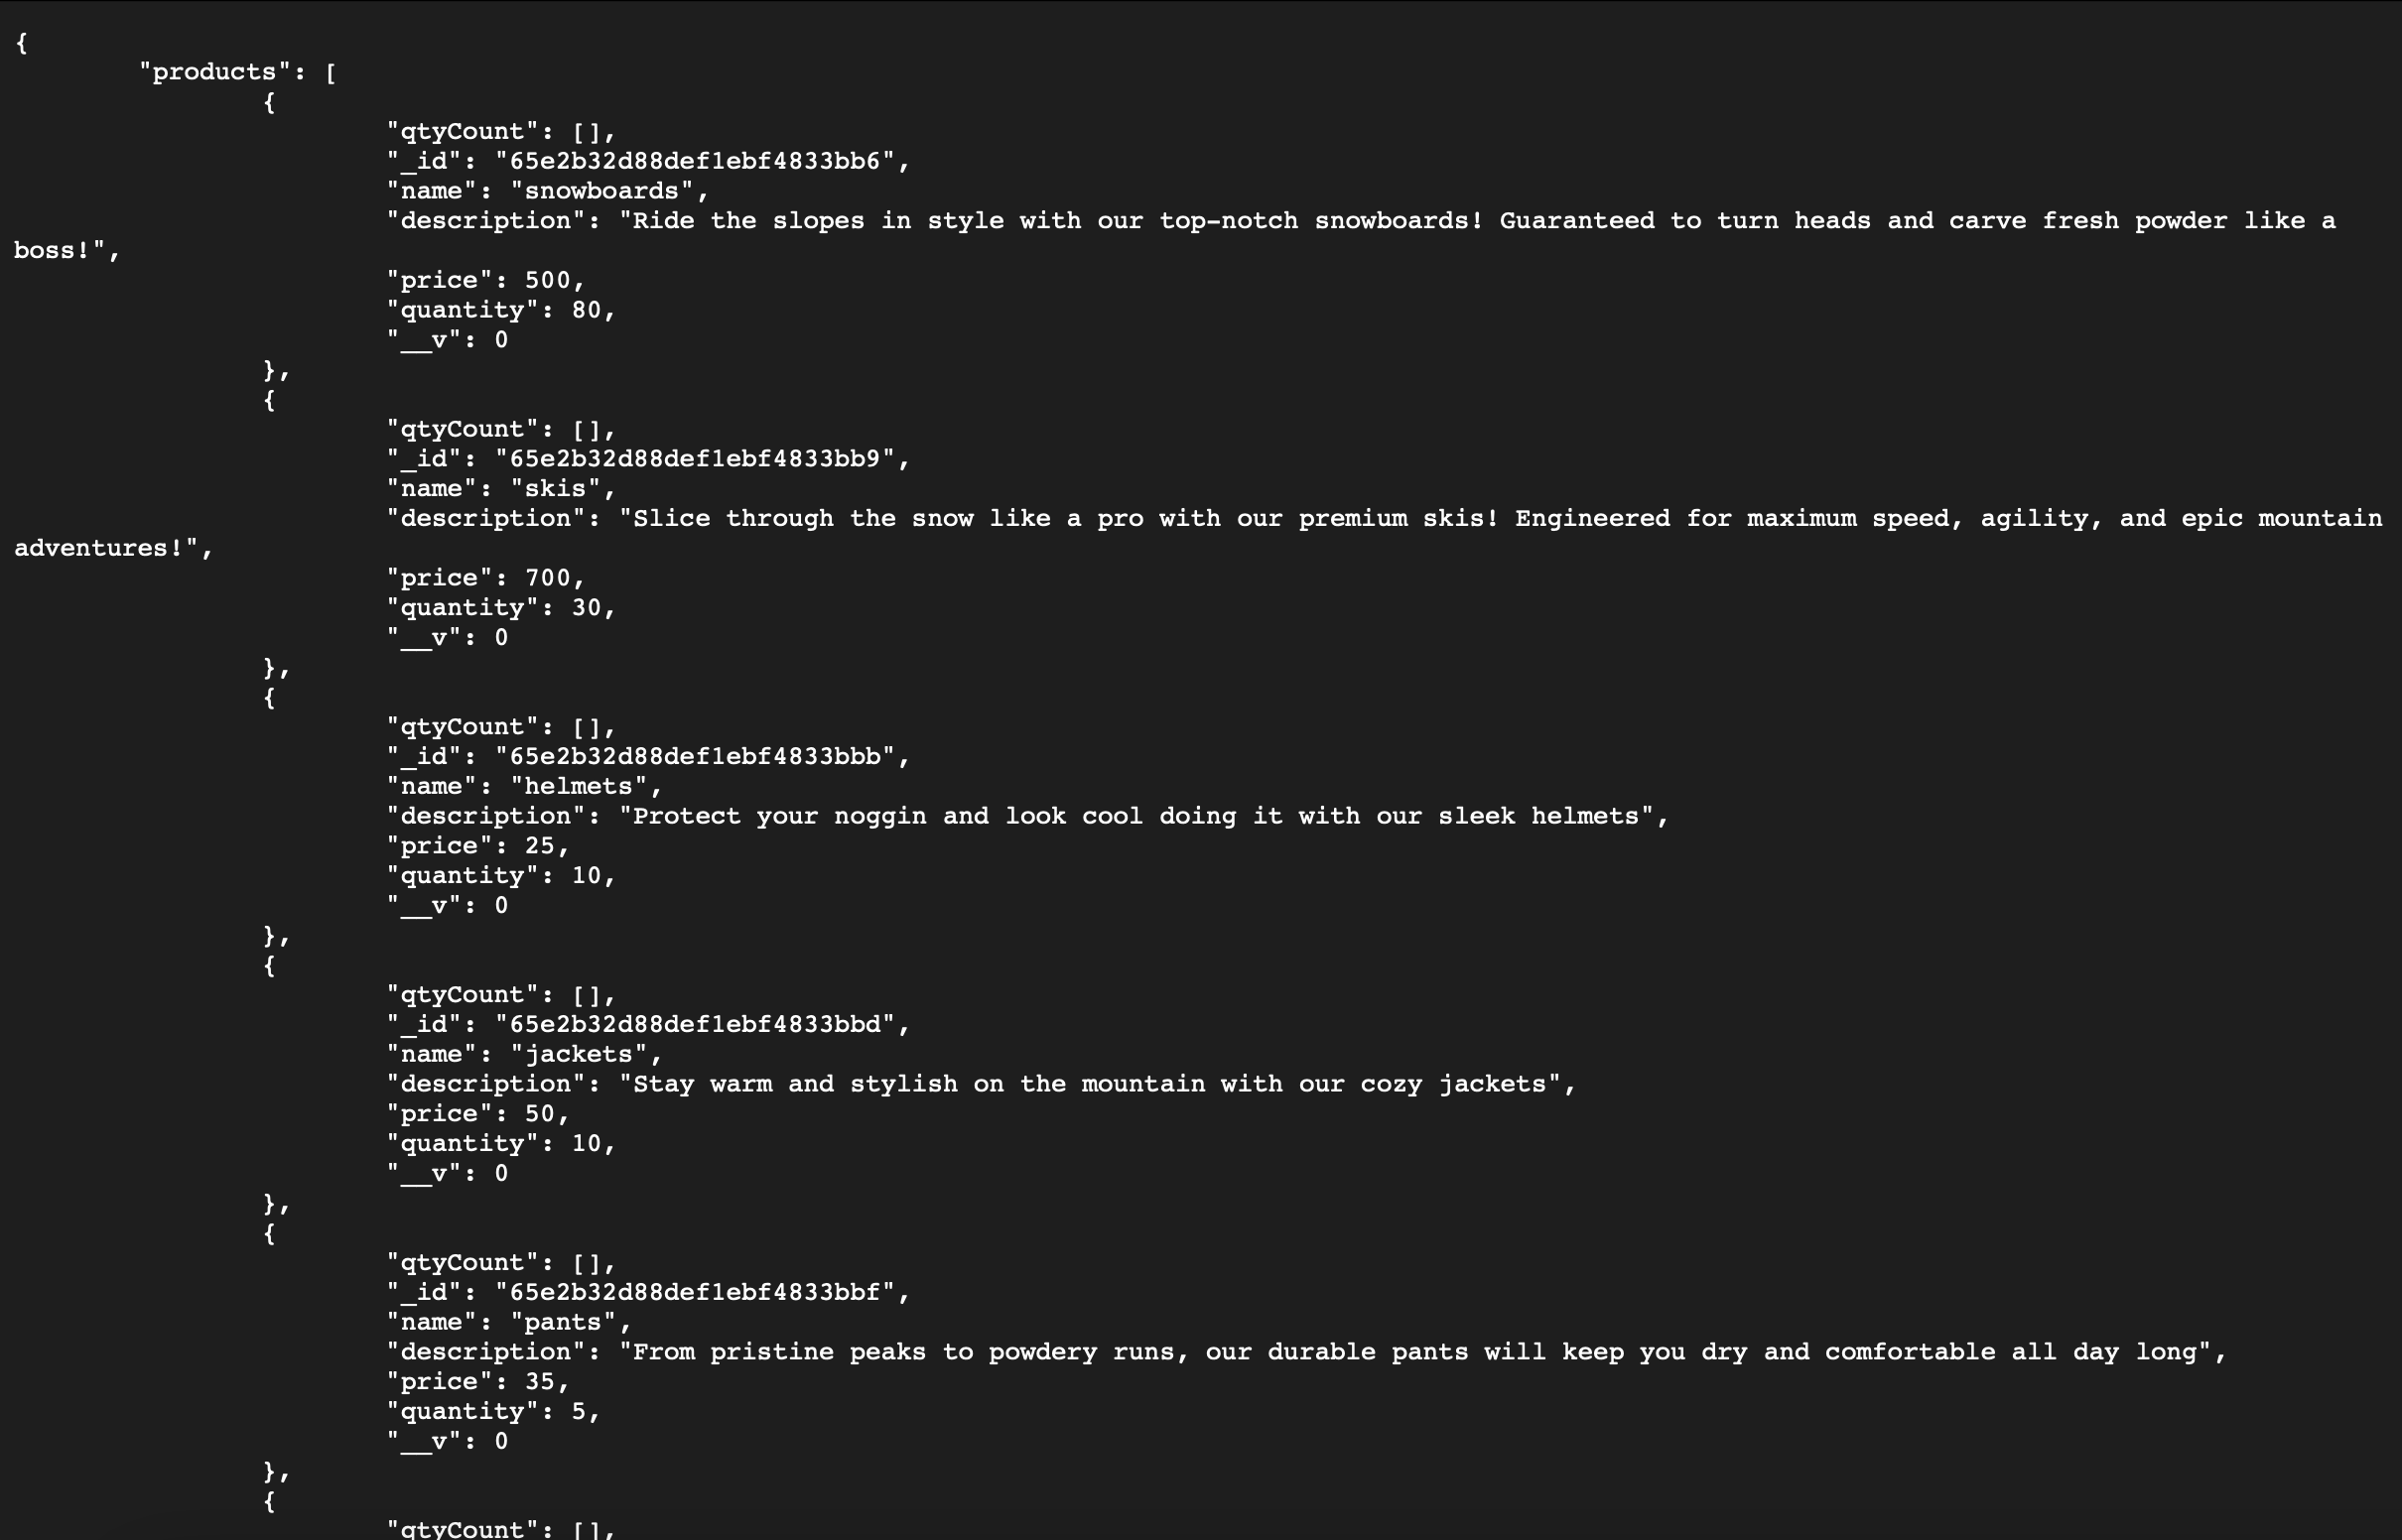 {
"products": [
{
"qtyCount": [],
"_id": "65e2b32d88def1ebf4833bb6",
"name": "snowboards",
"description": "Ride the slopes in style with our top-notch snowboards! Guaranteed to turn heads and carve fresh powder like a
boss!",
"price": 500,
"quantity": 80,
"__v": 0
},
{
"qtyCount": [],
"_id": "65e2b32d88def1ebf4833bb9",
"name": "skis",
"description": "Slice through the snow like a pro with our premium skis! Engineered for maximum speed, agility, and epic mountain
adventures!",
"price": 700,
"quantity": 30,
"__v": 0
},
{
"qtyCount": [],
"_id": "65e2b32d88def1ebf4833bbb",
"name": "helmets",
"description": "Protect your noggin and look cool doing it with our sleek helmets",
"price": 25,
"quantity": 10,
"__v": 0
},
{
"qtyCount": [],
"_id": "65e2b32d88def1ebf4833bbd",
"name": "jackets",
"description": "Stay warm and stylish on the mountain with our cozy jackets",
"price": 50,
"quantity": 10,
"__v": 0
},
{
"qtyCount": [],
"_id": "65e2b32d88def1ebf4833bbf",
"name": "pants",
"description": "From pristine peaks to powdery runs, our durable pants will keep you dry and comfortable all day long",
"price": 35,
"quantity": 5,
"__v": 0
},
{
"qtyCount": [],